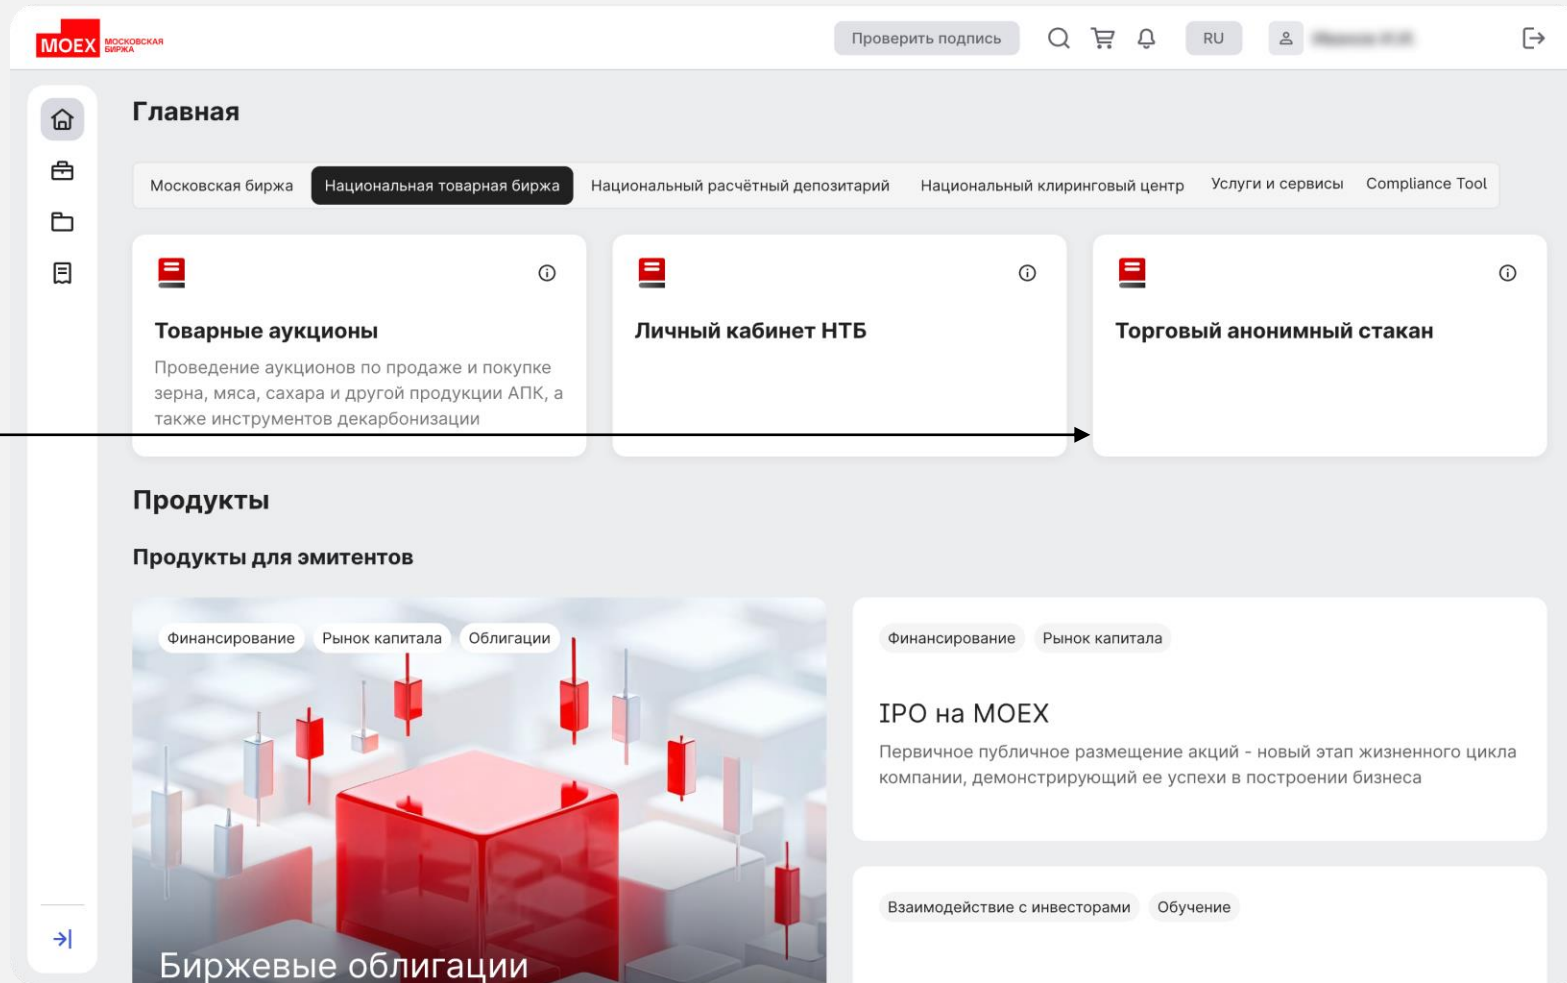 MOEX МОСКОВСКАЯ
БИРЖА
Проверить подпись
RU
Главная
Московская биржа
Национальная товарная биржа
Национальный расчётный депозитарий
Национальный клиринговый центр
Услуги и сервисы
Compliance Tool
Товарные аукционы
Проведение аукционов по продаже и покупке
зерна, мяса, сахара и другой продукции АПК, а
также инструментов декарбонизации
Личный кабинет НТБ
Торговый анонимный стакан
Продукты
Продукты для эмитентов
Финансирование
Рынок капитала
Облигации
Биржевые облигации
Финансирование
Рынок капитала
IPO на MOEX
Первичное публичное размещение акций - новый этап жизненного цикла
компании, демонстрирующий ее успехи в построении бизнеса
Взаимодействие с инвесторами
Обучение